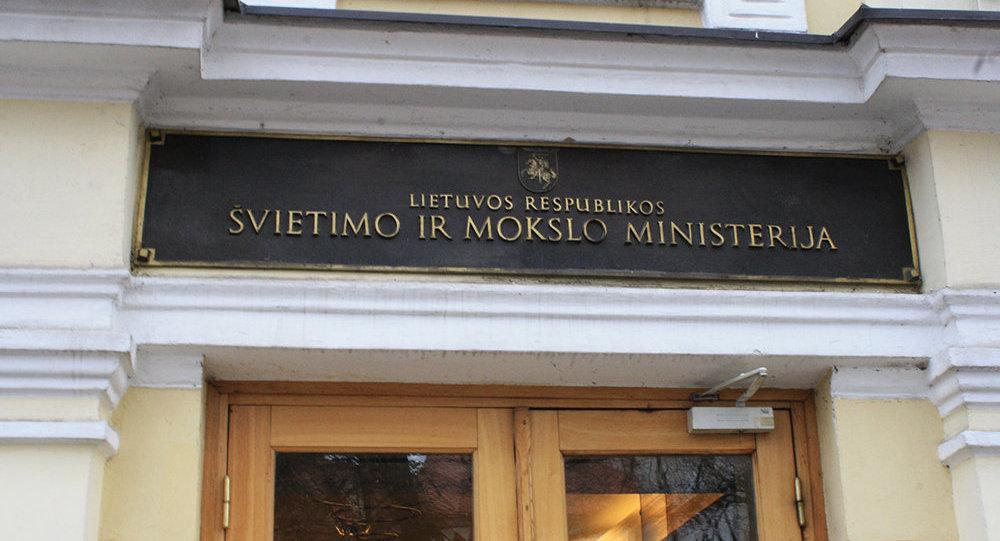 LIETUVOS RESPUBLIKOS
ŠVIETIMO IR MOKSLO MINISTERIJA